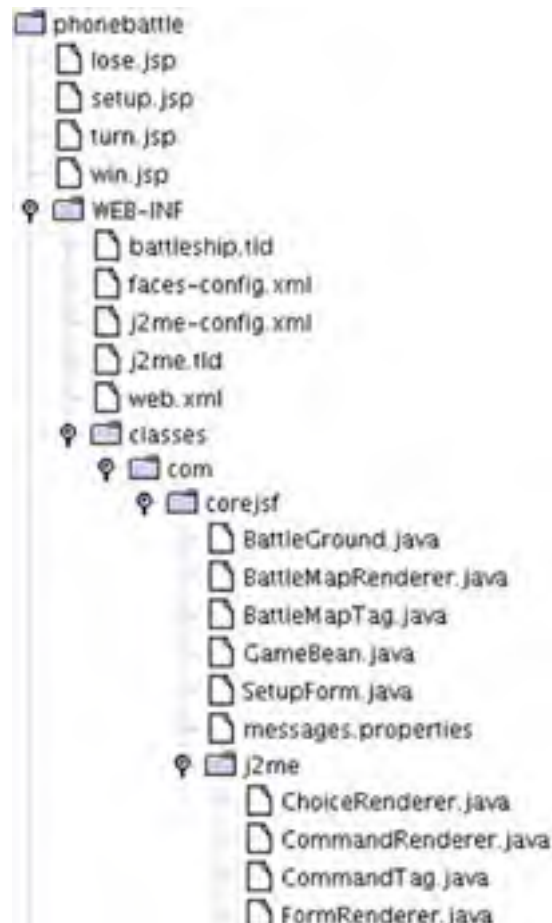 phonebattle
lose.jsp
setup.jsp
turn.jsp
win.jsp
WEB-INF
battleship.tld
faces-config.xml
j2me-config.xml
j2me.tld
web.xml
classes
com
corejsf
BattleGround.java
BattleMapRenderer.java
BattleMapTag.java
GameBean.java
SetupForm.java
messages.properties
j2me
ChoiceRenderer.java
CommandRenderer.java
CommandTag.java
FormRenderer.java